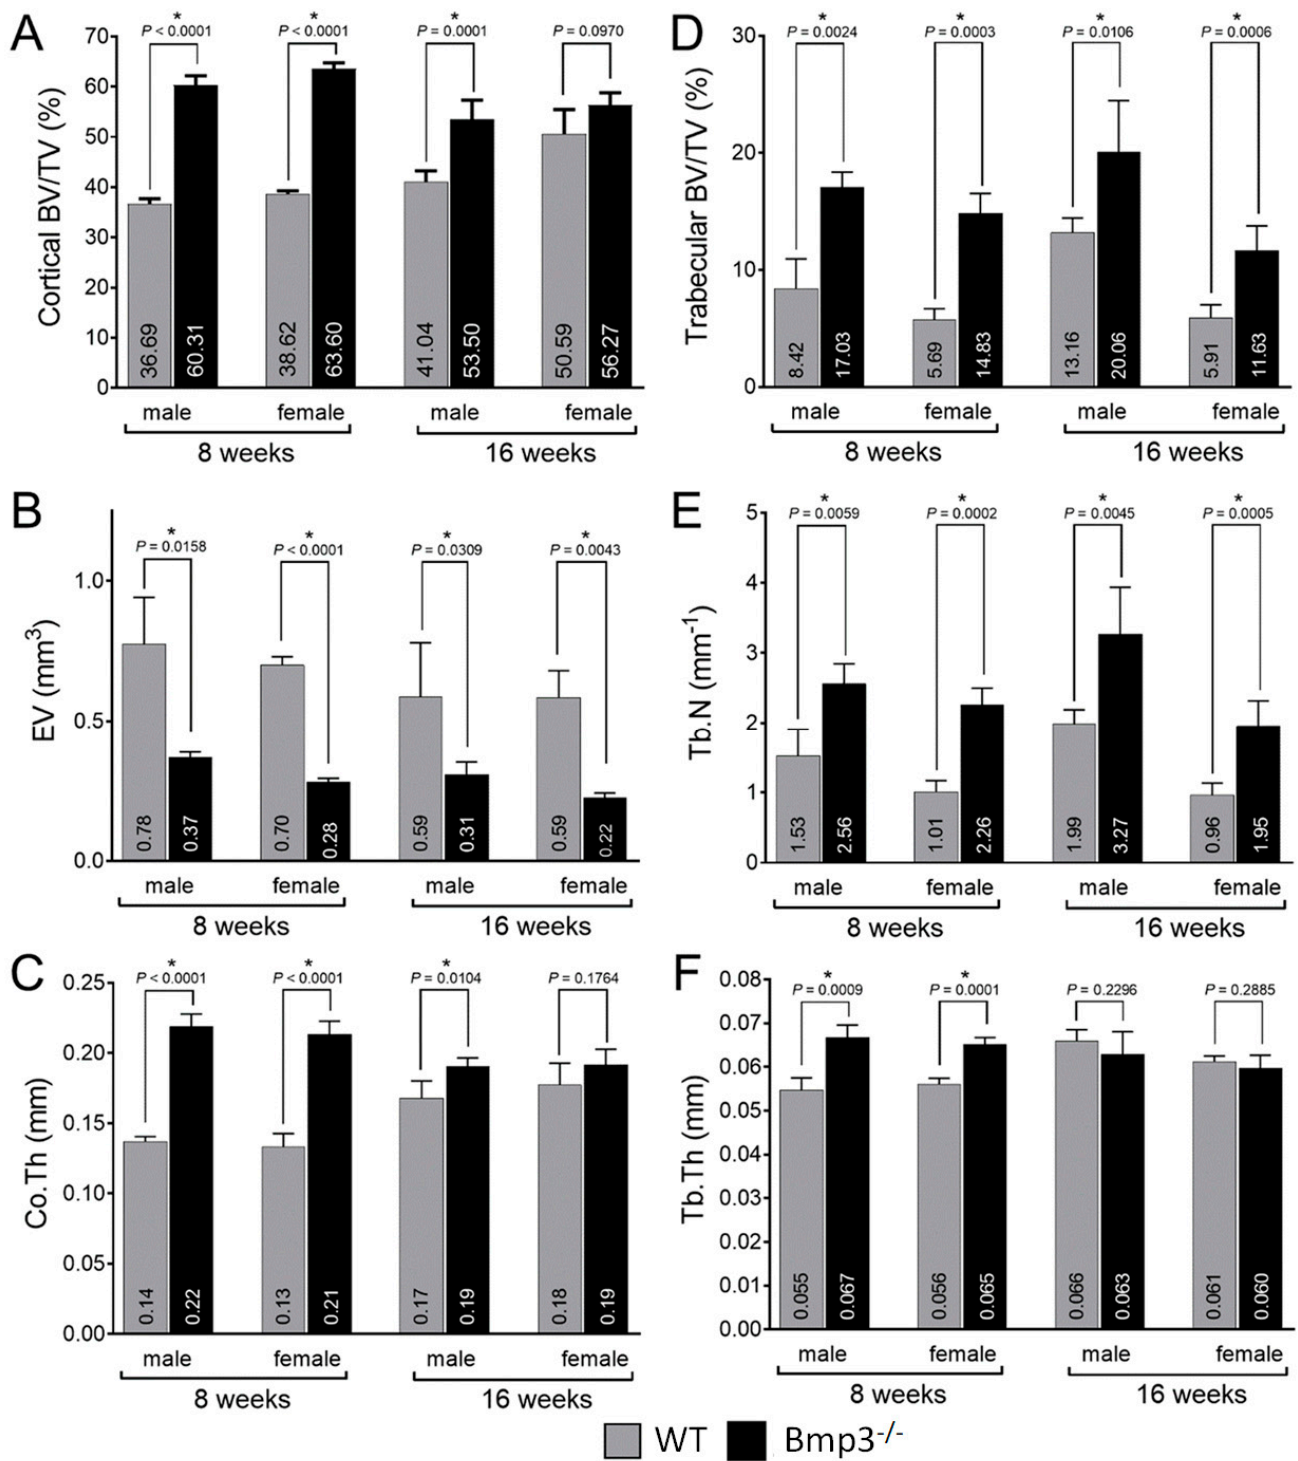 A
Cortical BV/TV (%)
70
60
50
40
30
20
10
0
*
P < 0.0001
*
P < 0.0001
*
P = 0.0001
P = 0.0970
36.69
60.31
38.62
63.60
41.04
53.50
50.59
56.27
male
female
male
female
8 weeks
16 weeks
D
Trabecular BV/TV (%)
30
20
10
0
*
P = 0.0024
*
P = 0.0003
*
P = 0.0106
*
P = 0.0006
8.42
17.03
5.69
14.83
13.16
20.06
5.91
11.63
male
female
male
female
8 weeks
16 weeks
B
EV (mm³)
1.0
0.5
0.0
*
P = 0.0158
*
P < 0.0001
*
P = 0.0309
*
P = 0.0043
0.78
0.37
0.70
0.28
0.59
0.31
0.59
0.22
male
female
male
female
8 weeks
16 weeks
E
Tb.N (mm⁻¹)
5
4
3
2
1
0
*
P = 0.0059
*
P = 0.0002
*
P = 0.0045
*
P = 0.0005
1.53
2.56
1.01
2.26
1.99
3.27
0.96
1.95
male
female
male
female
8 weeks
16 weeks
C
Co.Th (mm)
0.25
0.20
0.15
0.10
0.05
0.00
*
P < 0.0001
*
P < 0.0001
*
P = 0.0104
P = 0.1764
0.14
0.22
0.13
0.21
0.17
0.19
0.18
0.19
male
female
male
female
8 weeks
16 weeks
F
Tb.Th (mm)
0.08
0.07
0.06
0.05
0.04
0.03
0.02
0.01
0.00
*
P = 0.0009
*
P = 0.0001
P = 0.2296
P = 0.2885
0.055
0.067
0.056
0.065
0.066
0.063
0.061
0.060
male
female
male
female
8 weeks
16 weeks
WT
Bmp3⁻/⁻